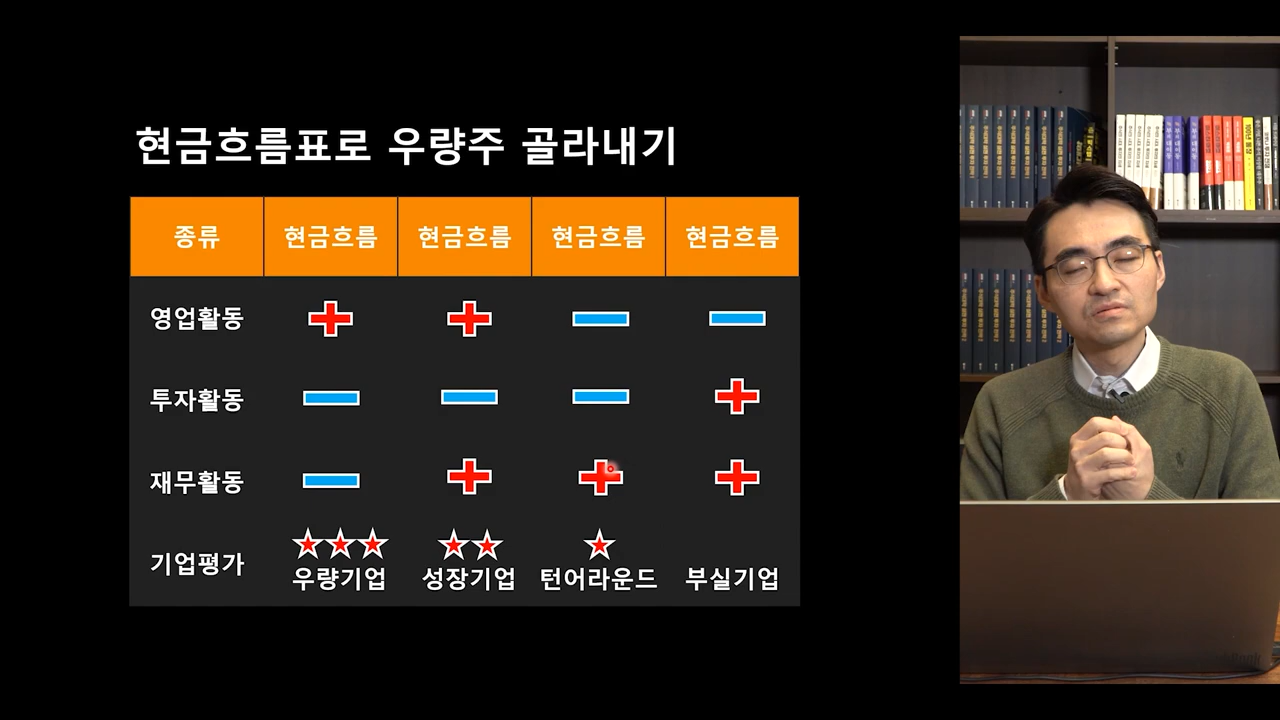 현금흐름표로 우량주 골라내기
종류 현금흐름 현금흐름 현금흐름 현금흐름
영업활동
투자활동
재무활동
기업평가 우량기업 성장기업 턴어라운드 부실기업